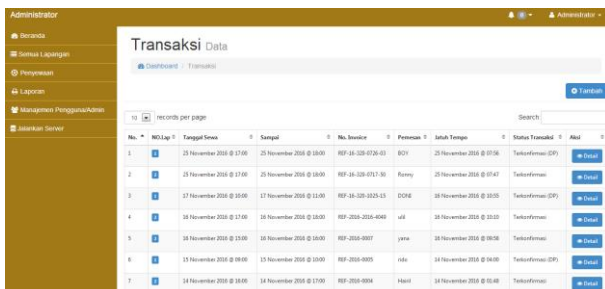 Administrator
0
Administrator
Beranda
Semua Lapangan
Penyewaan
Laporan
Manajemen Pengguna/Admin
Jalankan Server
Transaksi Data
Dashboard / Transaksi
Tambah
10 records per page
Search:
No. NO.Lap Tanggal Sewa Sampai No. Invoice Pemesan Jatuh Tempo Status Transaksi Aksi
1 25 November 2016 @ 17:00 25 November 2016 @ 18:00 REF-16-328-0726-03 BOY 25 November 2016 @ 07:56 Terkonfirmasi (DP) Detail
2 25 November 2016 @ 17:00 25 November 2016 @ 18:00 REF-16-328-0717-30 Ronny 25 November 2016 @ 07:47 Terkonfirmasi Detail
3 17 November 2016 @ 10:00 17 November 2016 @ 11:00 REF-16-320-1025-13 DONI 16 November 2016 @ 10:55 Terkonfirmasi (DP) Detail
4 16 November 2016 @ 17:00 16 November 2016 @ 18:00 REF-2016-2016-0049 16 November 2016 @ 10:10 Terkonfirmasi Detail
5 16 November 2016 @ 15:00 16 November 2016 @ 16:00 REF-2016-0007 yana 16 November 2016 @ 09:58 Terkonfirmasi Detail
6 15 November 2016 @ 09:00 15 November 2016 @ 10:00 REF-2016-0005 14 November 2016 @ 04:09 Terkonfirmasi (DP) Detail
7 14 November 2016 @ 16:00 14 November 2016 @ 17:00 REF-2016-0004 Hasril 14 November 2016 @ 01:49 Terkonfirmasi (DP) Detail